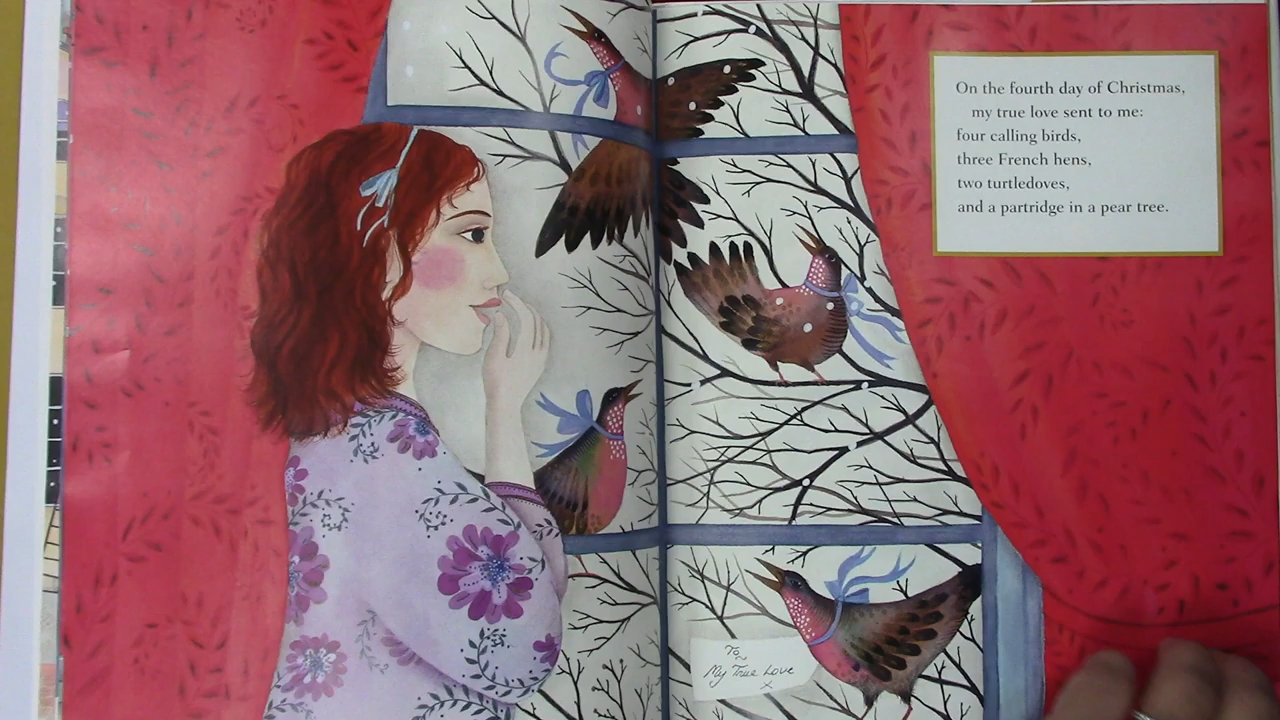 On the fourth day of Christmas,
my true love sent to me:
four calling birds,
three French hens,
two turtledoves,
and a partridge in a pear tree.
To
My True Love
x